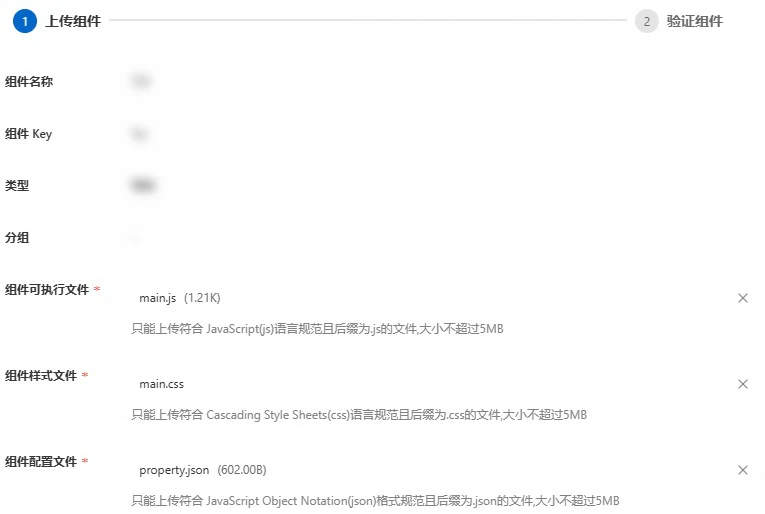 1 上传组件 2 验证组件
组件名称
组件 Key
类型
分组
组件可执行文件 *
main.js (1.21K)
只能上传符合 JavaScript(js)语言规范且后缀为.js的文件,大小不超过5MB
组件样式文件 *
main.css
只能上传符合 Cascading Style Sheets(css)语言规范且后缀为.css的文件,大小不超过5MB
组件配置文件 *
property.json (602.00B)
只能上传符合 JavaScript Object Notation(json)格式规范且后缀为.json的文件,大小不超过5MB